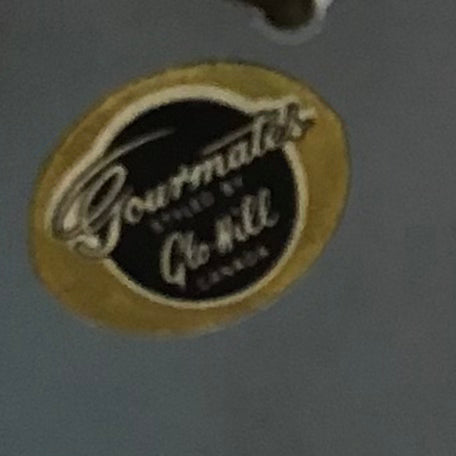 Gourmates
STYLED BY
Glo-Hill
CANADA